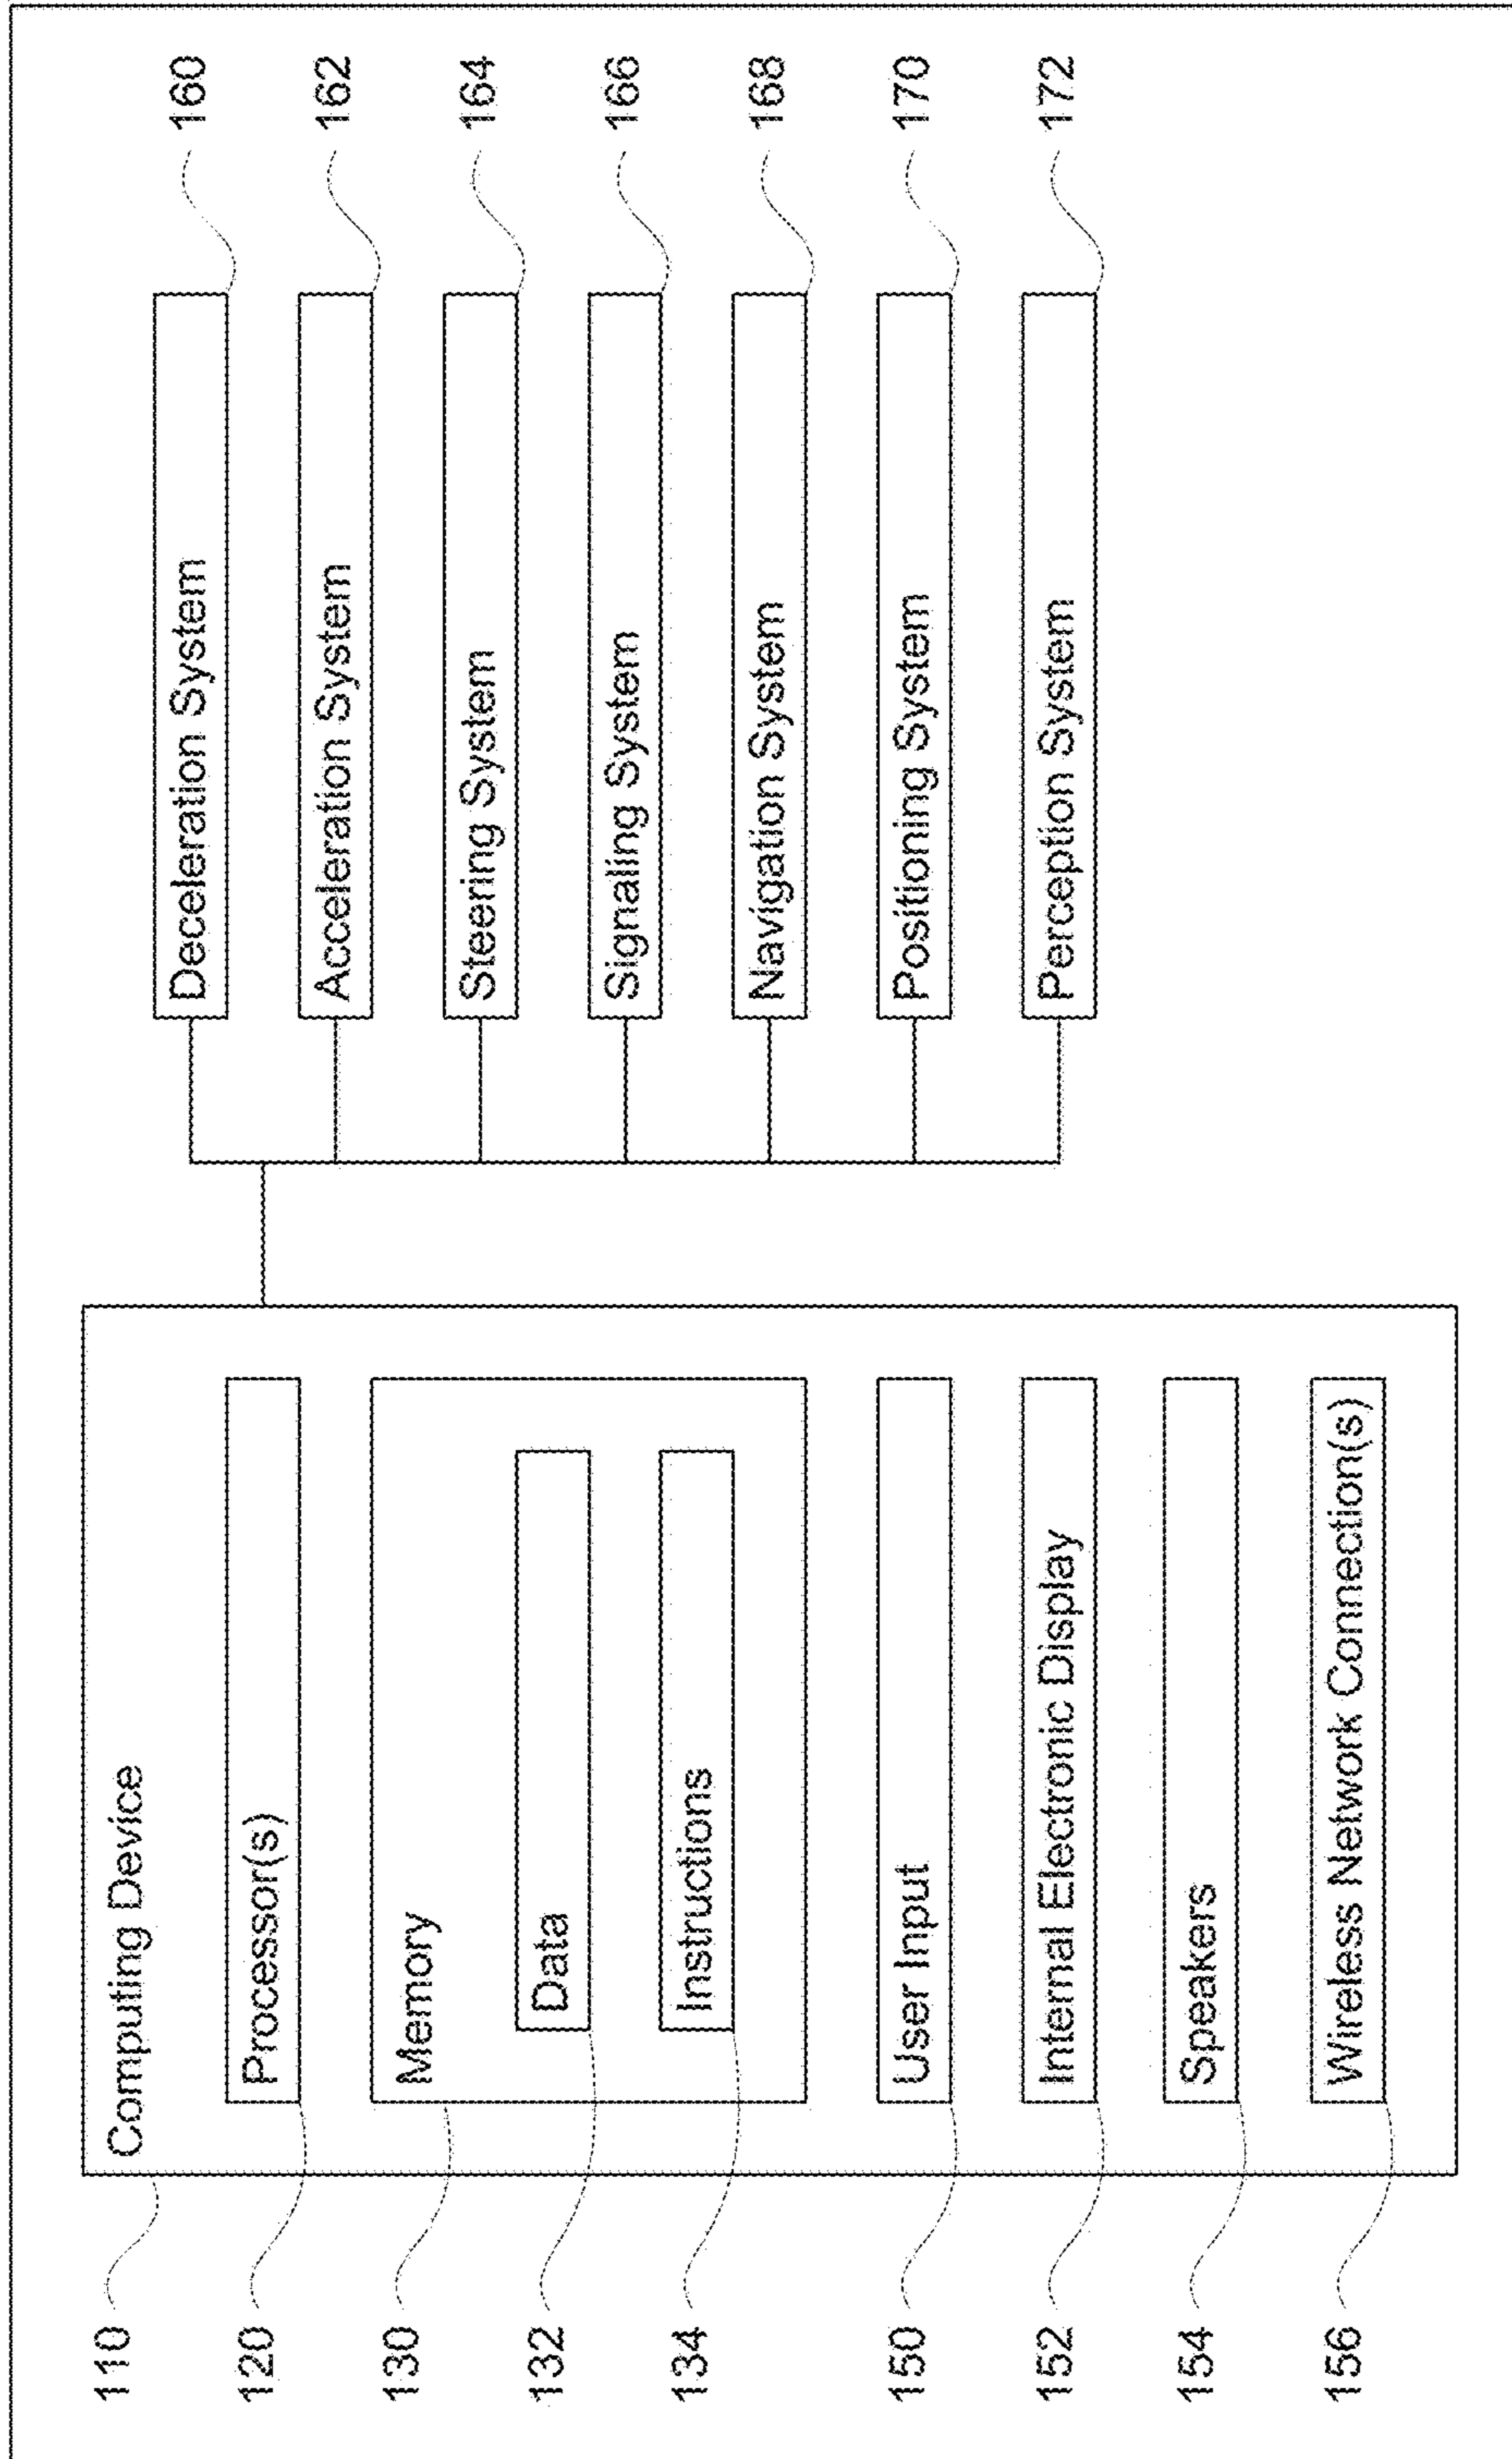 110
Computing Device
120
Processor(s)
130
Memory
132
Data
134
Instructions
150
User Input
152
Internal Electronic Display
154
Speakers
156
Wireless Network Connection(s)
Deceleration System
160
Acceleration System
162
Steering System
164
Signaling System
166
Navigation System
168
Positioning System
170
Perception System
172